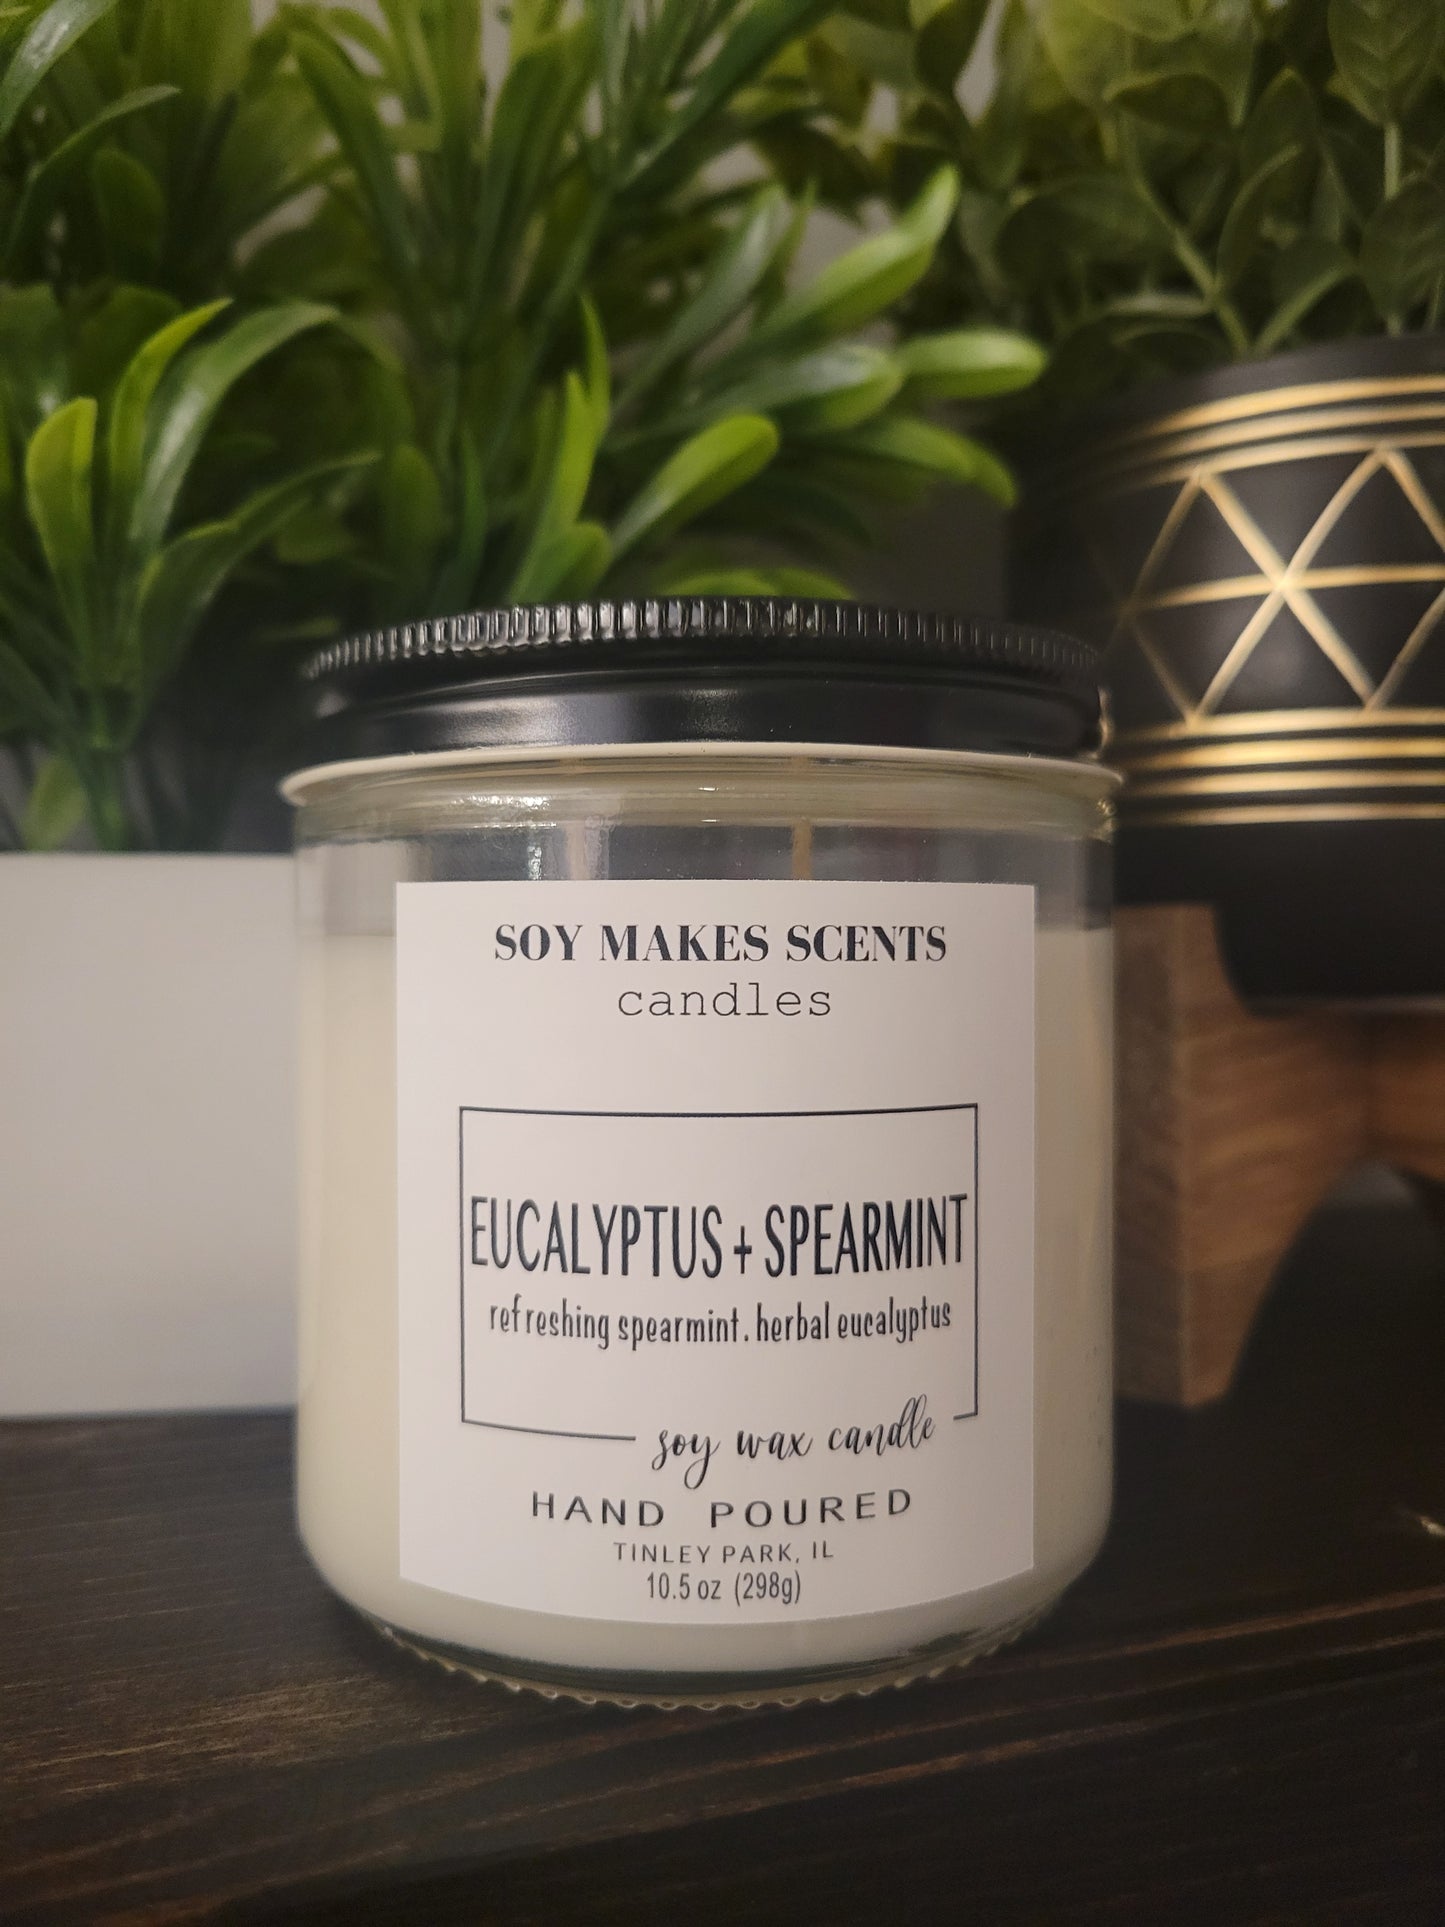 SOY MAKES SCENTS
candles
EUCALYPTUS + SPEARMINT
refreshing spearmint. herbal eucalyptus
soy wax candle
HAND POURED
TINLEY PARK, IL
10.5 oz (298g)